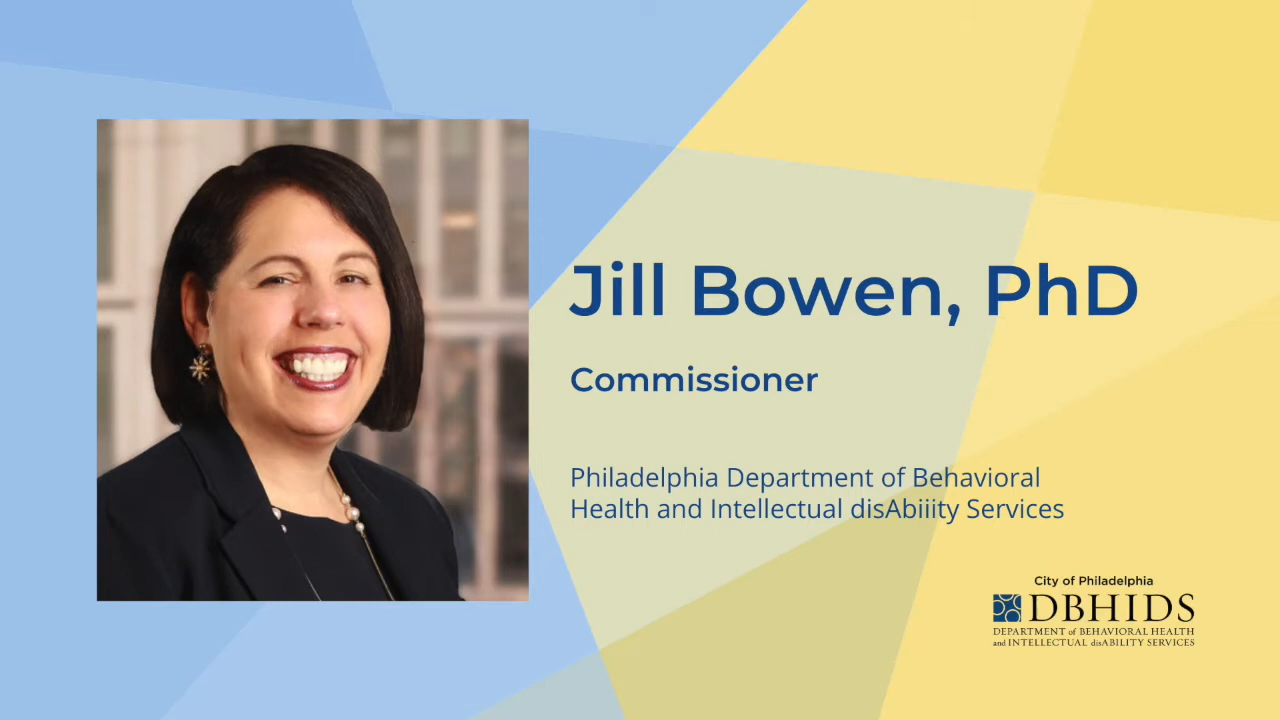 Jill Bowen, PhD
Commissioner
Philadelphia Department of Behavioral
Health and Intellectual disAbiiity Services
City of Philadelphia
DBHIDS
DEPARTMENT of BEHAVIORAL HEALTH
and INTELLECTUAL disABILITY SERVICES